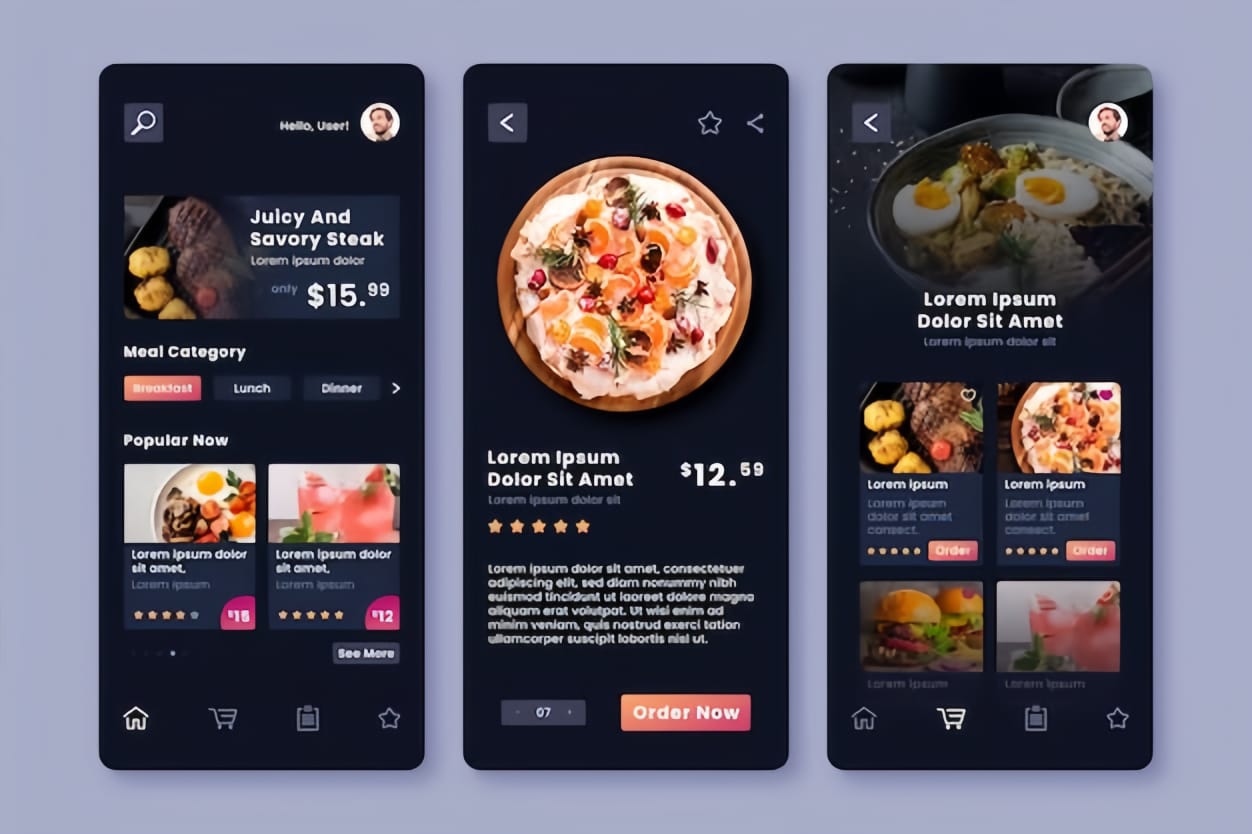 Hello, User!
Juicy And
Savory Steak
Lorem ipsum dolor
only $15.99
Meal Category
Breakfast
Lunch
Dinner
Popular Now
Lorem ipsum dolor
sit amet,
Lorem ipsum
$15
Lorem ipsum dolor
sit amet,
Lorem ipsum
$12
See More
Lorem Ipsum
Dolor Sit Amet
$12.59
Lorem ipsum dolor sit
Lorem ipsum dolor sit amet, consectetuer
adipiscing elit, sed diam nonummy nibh
euismod tincidunt ut laoreet dolore magna
aliquam erat volutpat. Ut wisi enim ad
minim veniam, quis nostrud exerci tation
ullamcorper suscipit lobortis nisl ut.
07
Order Now
Lorem Ipsum
Dolor Sit Amet
Lorem ipsum dolor sit
Lorem ipsum
Lorem ipsum
dolor sit amet
consect.
Order
Lorem ipsum
Lorem ipsum
dolor sit amet
consect.
Order
Lorem ipsum
Lorem ipsum